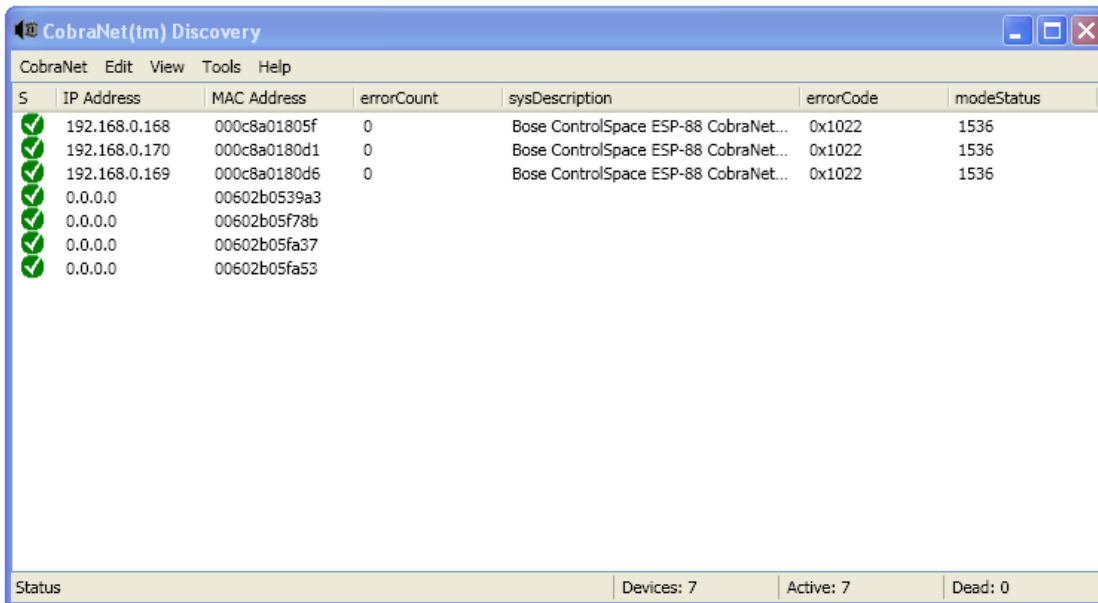 CobraNet(tm) Discovery
CobraNet Edit View Tools Help
S IP Address MAC Address errorCount sysDescription errorCode modeStatus
192.168.0.168 000c8a01805f 0 Bose ControlSpace ESP-88 CobraNet... 0x1022 1536
192.168.0.170 000c8a0180d1 0 Bose ControlSpace ESP-88 CobraNet... 0x1022 1536
192.168.0.169 000c8a0180d6 0 Bose ControlSpace ESP-88 CobraNet... 0x1022 1536
0.0.0.0 00602b0539a3
0.0.0.0 00602b05f78b
0.0.0.0 00602b05fa37
0.0.0.0 00602b05fa53
Status Devices: 7 Active: 7 Dead: 0